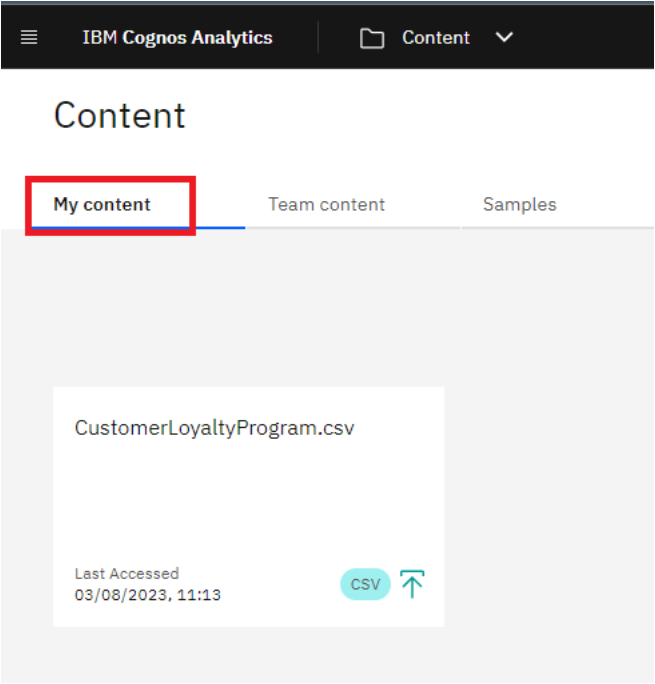 IBM Cognos Analytics Content
Content
My content Team content Samples
CustomerLoyaltyProgram.csv
Last Accessed
03/08/2023, 11:13
CSV